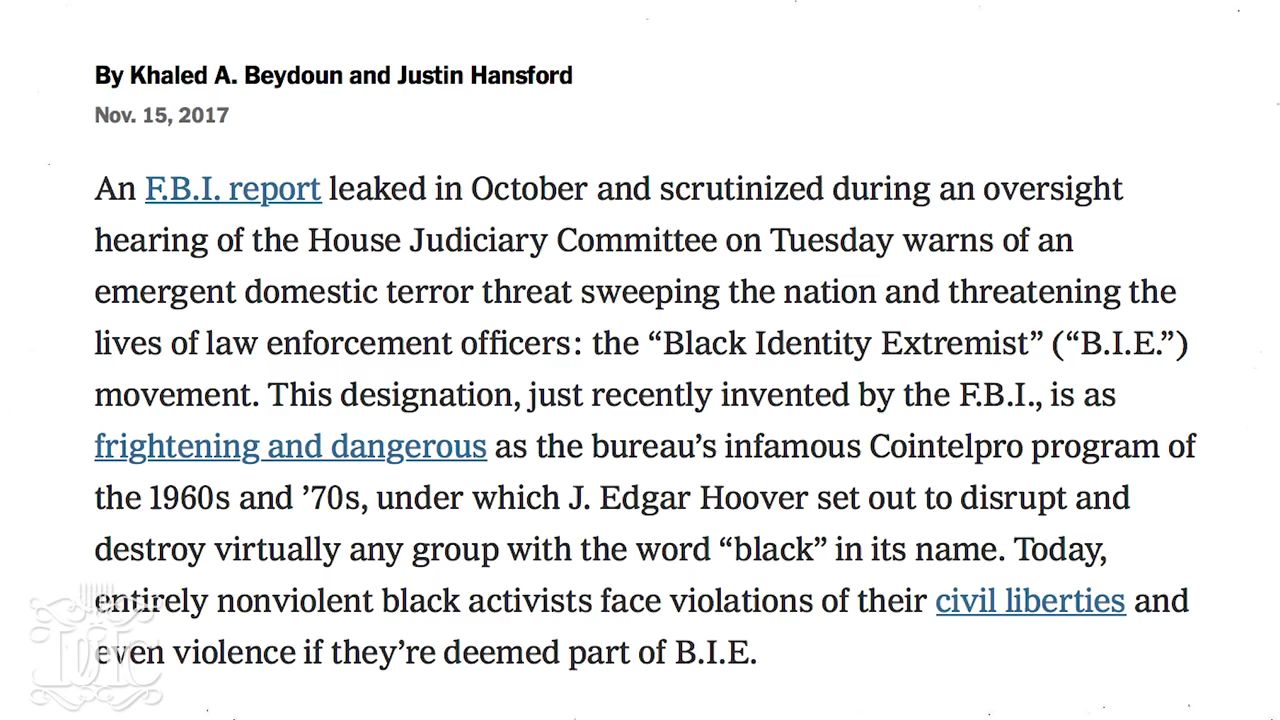 By Khaled A. Beydoun and Justin Hansford
Nov. 15, 2017
An F.B.I. report leaked in October and scrutinized during an oversight
hearing of the House Judiciary Committee on Tuesday warns of an
emergent domestic terror threat sweeping the nation and threatening the
lives of law enforcement officers: the “Black Identity Extremist” (“B.I.E.”)
movement. This designation, just recently invented by the F.B.I., is as
frightening and dangerous as the bureau’s infamous Cointelpro program of
the 1960s and ’70s, under which J. Edgar Hoover set out to disrupt and
destroy virtually any group with the word “black” in its name. Today,
entirely nonviolent black activists face violations of their civil liberties and
even violence if they’re deemed part of B.I.E.